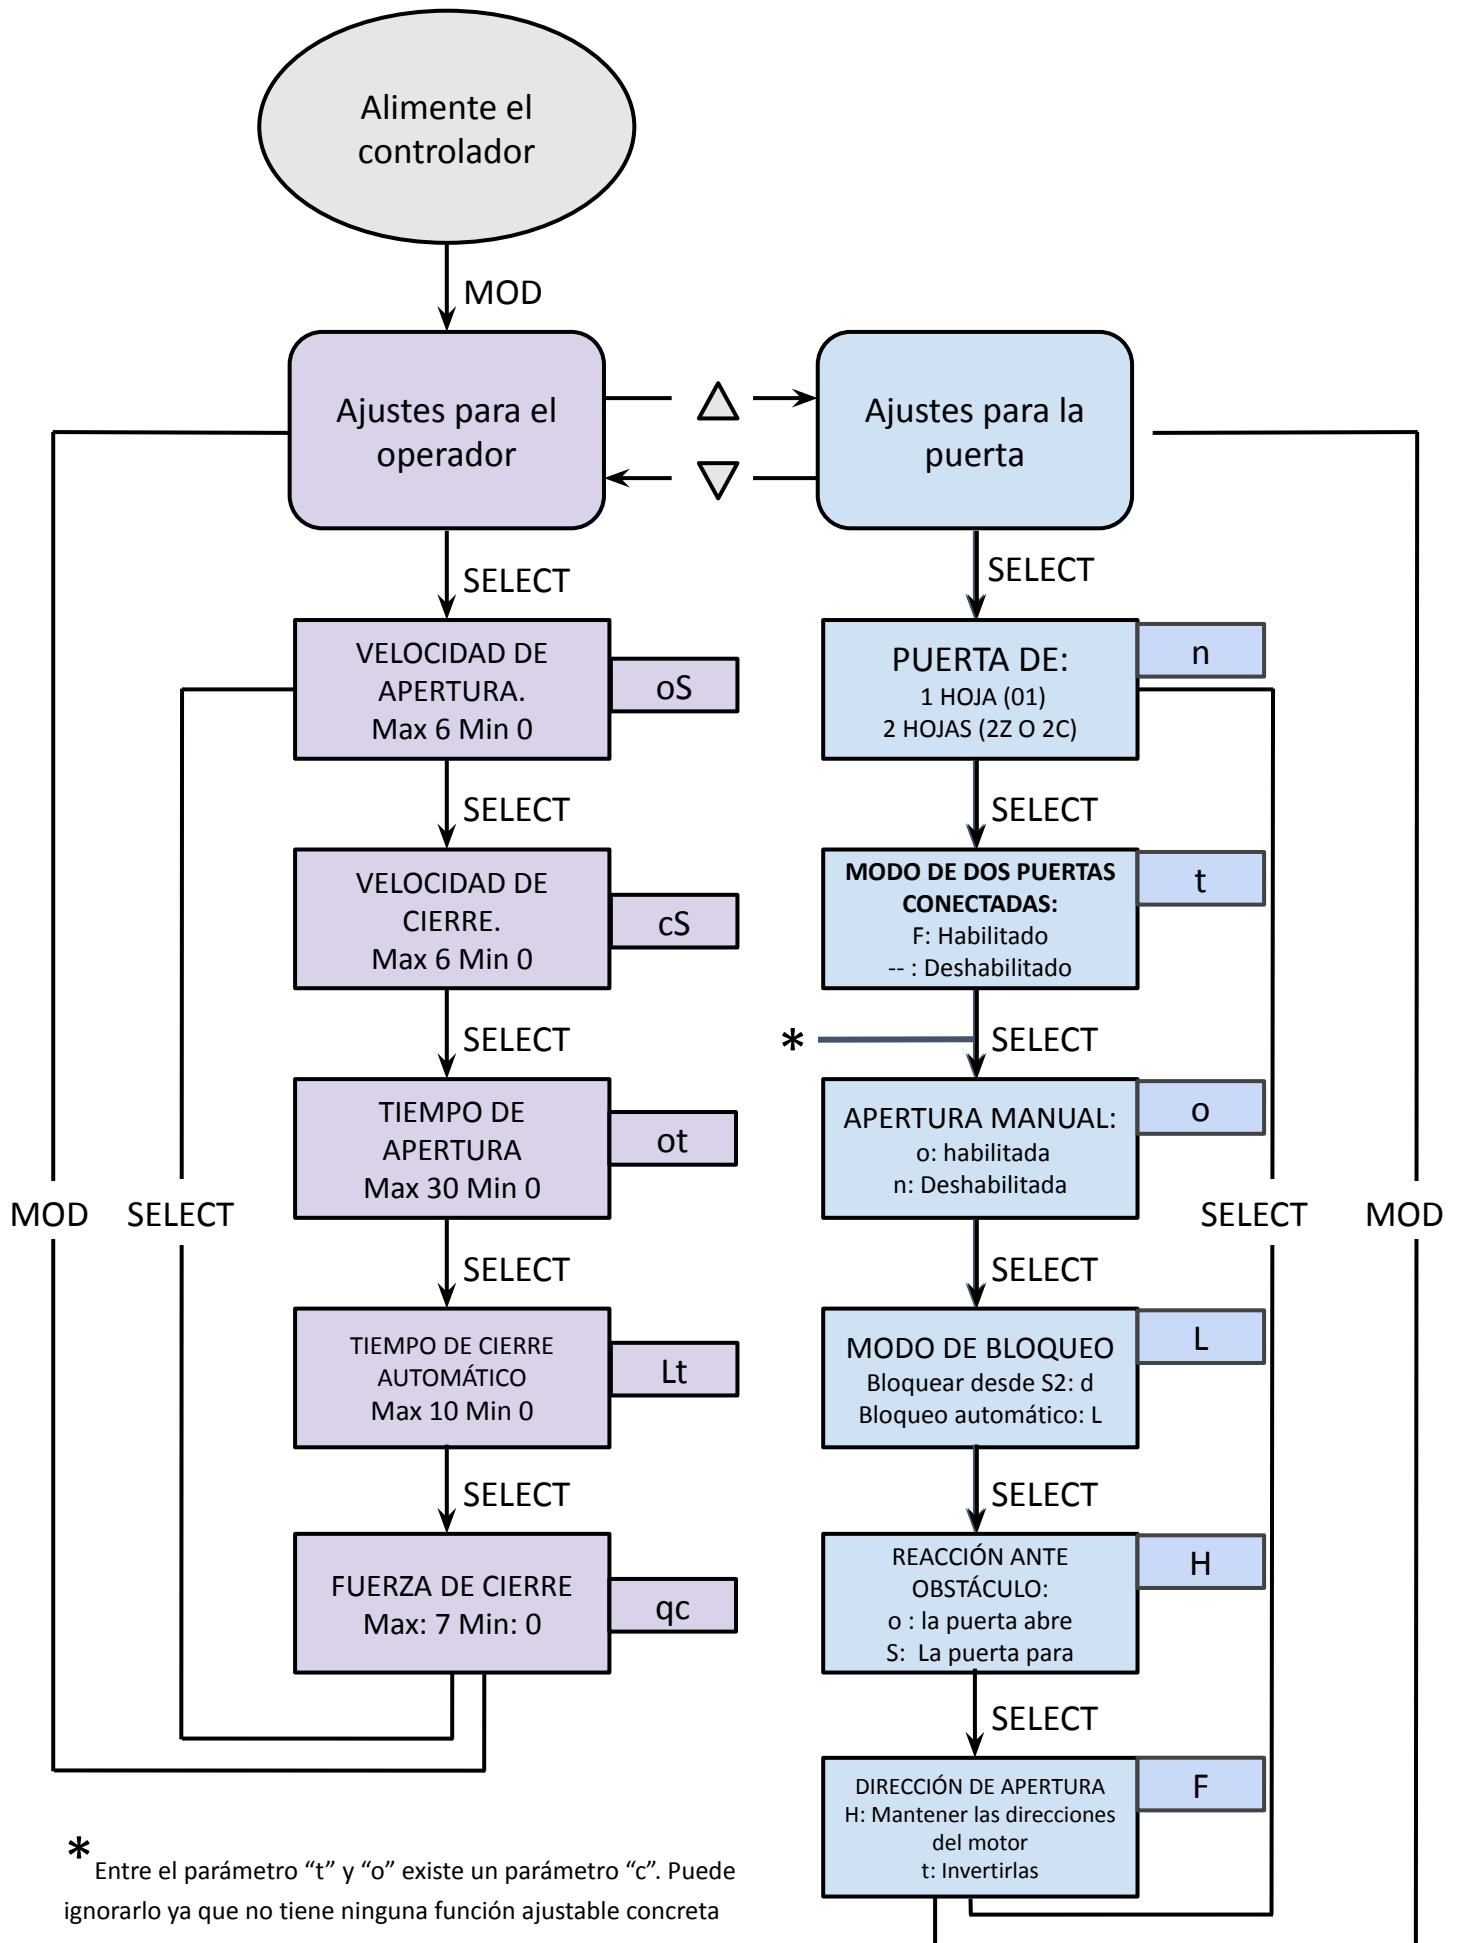 Alimente el
controlador
MOD
Ajustes para el
operador
Ajustes para la
puerta
SELECT
SELECT
VELOCIDAD DE
APERTURA.
Max 6 Min 0
oS
PUERTA DE:
1 HOJA (01)
2 HOJAS (2Z O 2C)
n
SELECT
SELECT
VELOCIDAD DE
CIERRE.
Max 6 Min 0
cS
MODO DE DOS PUERTAS
CONECTADAS:
F: Habilitado
-- : Deshabilitado
t
SELECT
*
SELECT
TIEMPO DE
APERTURA
Max 30 Min 0
ot
APERTURA MANUAL:
o: habilitada
n: Deshabilitada
o
MOD
SELECT
SELECT
MOD
SELECT
SELECT
TIEMPO DE CIERRE
AUTOMÁTICO
Max 10 Min 0
Lt
MODO DE BLOQUEO
Bloquear desde S2: d
Bloqueo automático: L
L
SELECT
SELECT
FUERZA DE CIERRE
Max: 7 Min: 0
qc
REACCIÓN ANTE
OBSTÁCULO:
o : la puerta abre
S: La puerta para
H
SELECT
DIRECCIÓN DE APERTURA
H: Mantener las direcciones
del motor
t: Invertirlas
F
* Entre el parámetro “t” y “o” existe un parámetro “c”. Puede
ignorarlo ya que no tiene ninguna función ajustable concreta